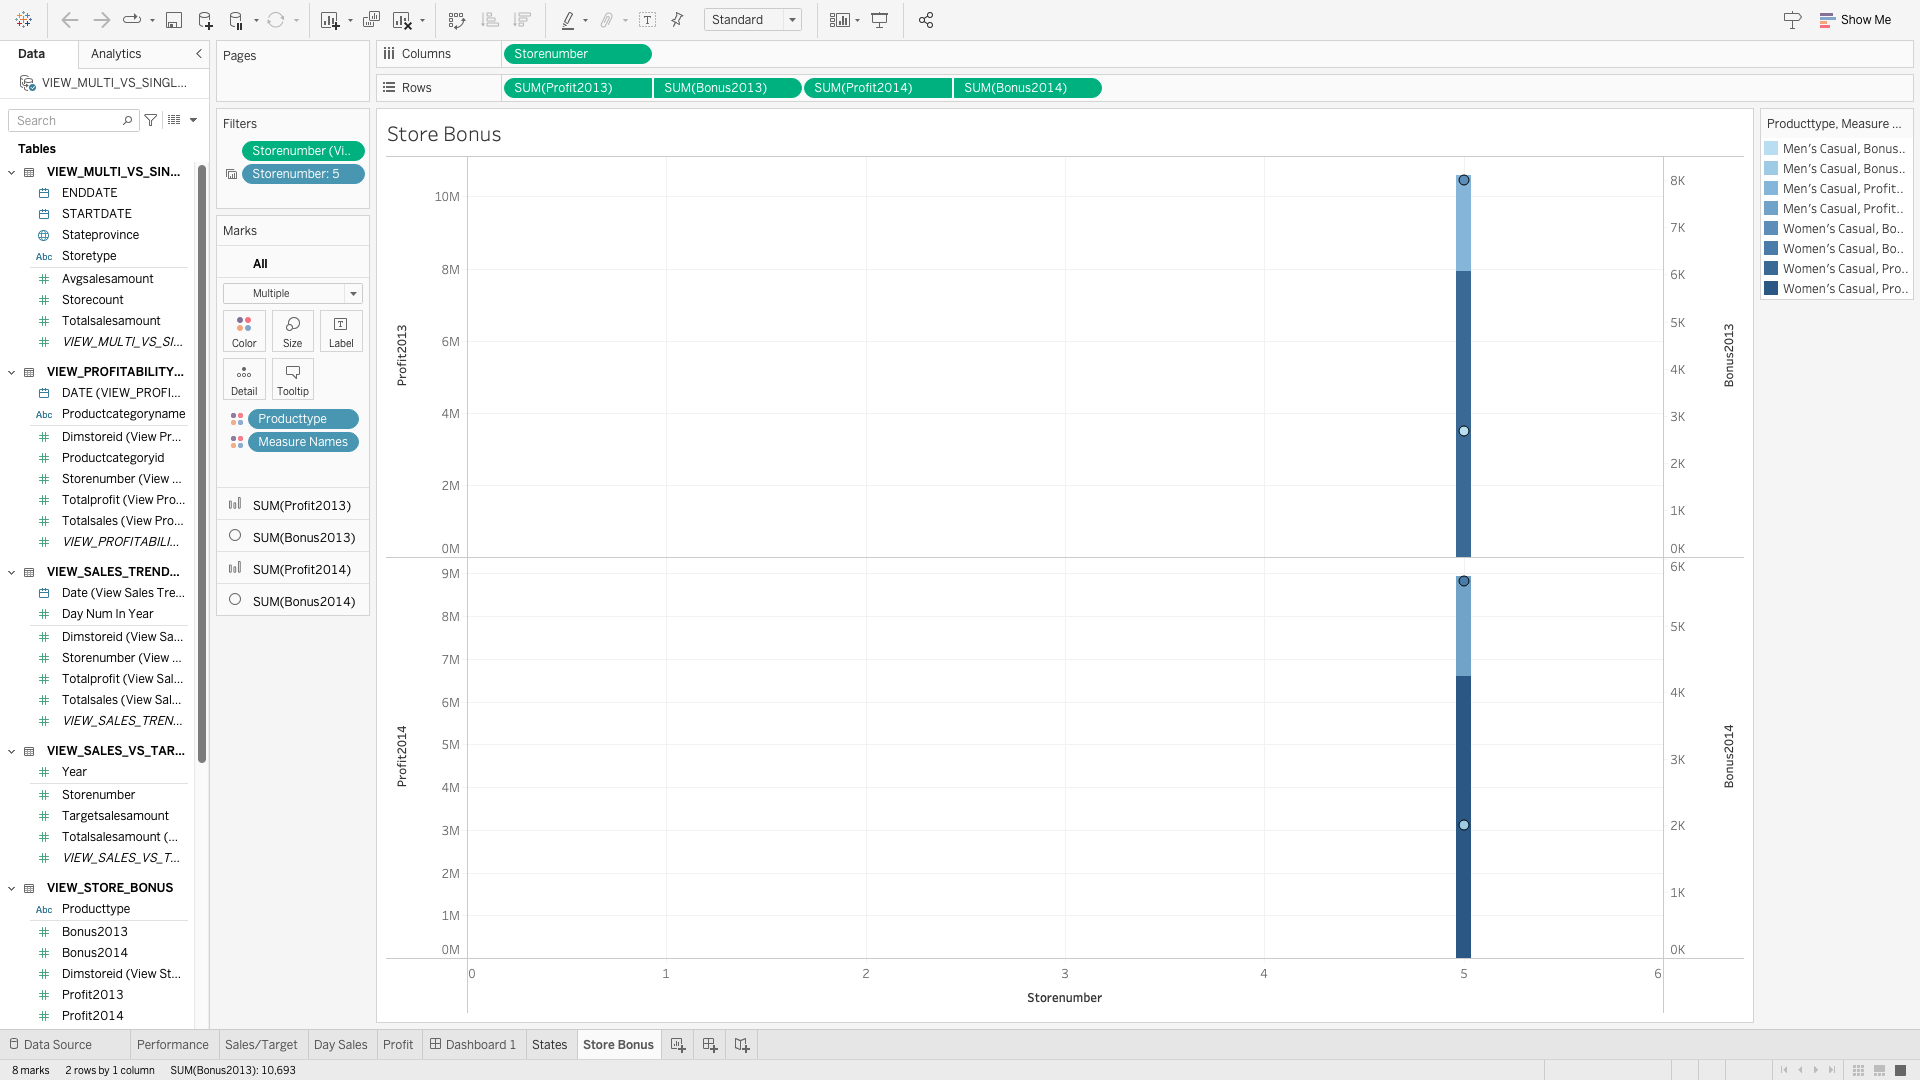 Standard
Show Me
Data
Analytics
VIEW_MULTI_VS_SINGL...
Search
Tables
VIEW_MULTI_VS_SIN...
ENDDATE
STARTDATE
Stateprovince
Abc Storetype
Avgsalesamount
Storecount
Totalsalesamount
VIEW_MULTI_VS_SI...
VIEW_PROFITABILITY...
DATE (VIEW_PROFI...
Abc Productcategoryname
Dimstoreid (View Pr...
Productcategoryid
Storenumber (View ...
Totalprofit (View Pro...
Totalsales (View Pro...
VIEW_PROFITABILI...
VIEW_SALES_TREND...
Date (View Sales Tre...
Day Num In Year
Dimstoreid (View Sa...
Storenumber (View ...
Totalprofit (View Sal...
Totalsales (View Sal...
VIEW_SALES_TREN...
VIEW_SALES_VS_TAR...
Year
Storenumber
Targetsalesamount
Totalsalesamount (...
VIEW_SALES_VS_T...
VIEW_STORE_BONUS
Abc Producttype
Bonus2013
Bonus2014
Dimstoreid (View St...
Profit2013
Profit2014
Pages
Filters
Storenumber (Vi..
Storenumber: 5
Marks
All
Multiple
Color
Size
Label
Detail
Tooltip
Producttype
Measure Names
SUM(Profit2013)
SUM(Bonus2013)
SUM(Profit2014)
SUM(Bonus2014)
Columns
Storenumber
Rows
SUM(Profit2013)
SUM(Bonus2013)
SUM(Profit2014)
SUM(Bonus2014)
Store Bonus
Profit2013
10M
8M
6M
4M
2M
0M
8K
7K
6K
5K
4K
3K
2K
1K
0K
Bonus2013
Profit2014
9M
8M
7M
6M
5M
4M
3M
2M
1M
0M
6K
5K
4K
3K
2K
1K
0K
Bonus2014
0 1 2 3 4 5 6
Storenumber
Producttype, Measure ...
Men's Casual, Bonus..
Men's Casual, Bonus..
Men's Casual, Profit..
Men's Casual, Profit..
Women's Casual, Bo..
Women's Casual, Bo..
Women's Casual, Pro..
Women's Casual, Pro..
Data Source
Performance
Sales/Target
Day Sales
Profit
Dashboard 1
States
Store Bonus
8 marks
2 rows by 1 column
SUM(Bonus2013): 10,693